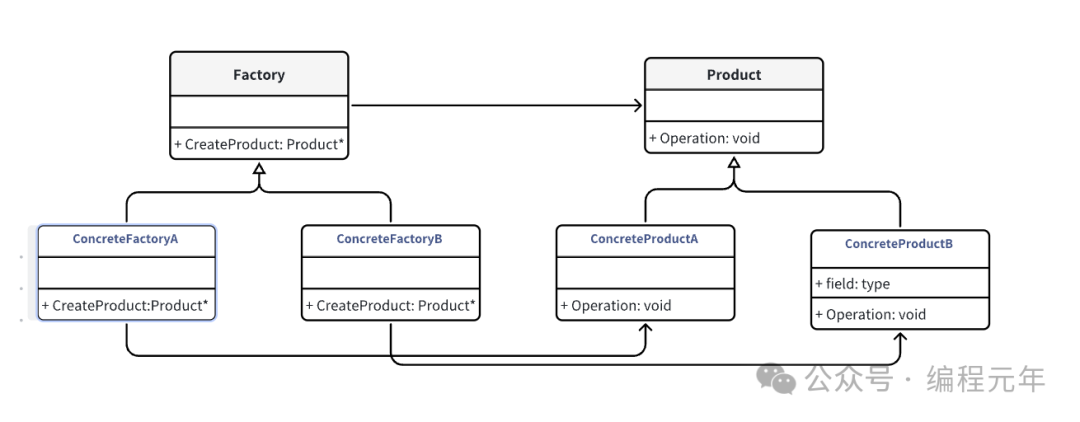 Factory
+ CreateProduct: Product*
Product
+ Operation: void
ConcreteFactoryA
+ CreateProduct:Product*
ConcreteFactoryB
+ CreateProduct: Product*
ConcreteProductA
+ Operation: void
ConcreteProductB
+ field: type
+ Operation: void
公众号 · 编程元年